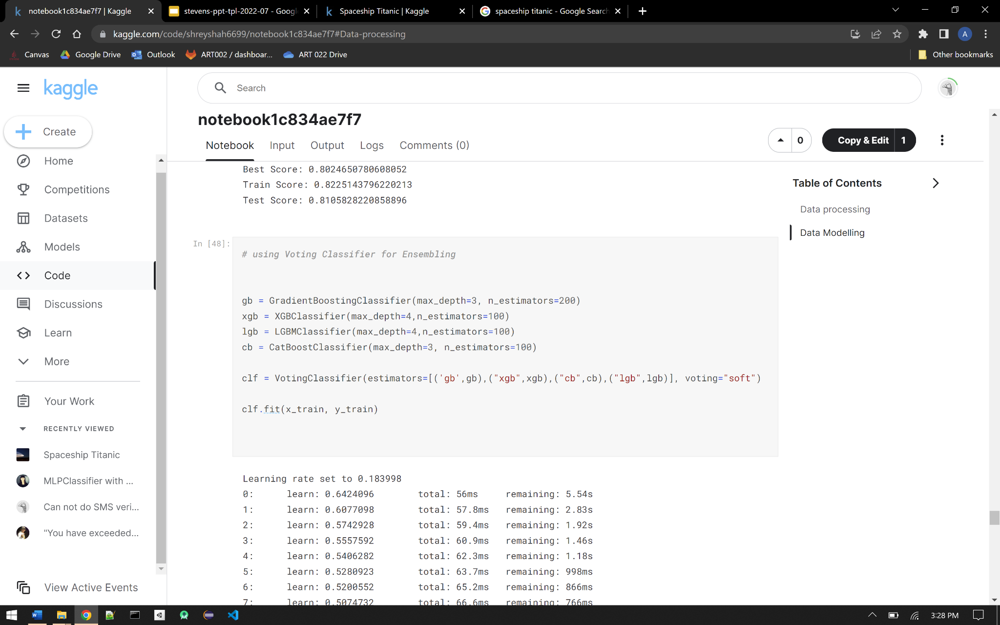 notebook1c834ae7f7 | Kaggle
stevens-ppt-tpl-2022-07 - Googl
Spaceship Titanic | Kaggle
spaceship titanic - Google Search
kaggle.com/code/shreyshah6699/notebook1c834ae7f7#Data-processing
A
Canvas
Google Drive
Outlook
ART002 / dashboar...
ART 022 Drive
Other bookmarks
kaggle
Search
Create
Home
Competitions
Datasets
Models
Code
Discussions
Learn
More
Your Work
RECENTLY VIEWED
Spaceship Titanic
MLPClassifier with ...
Can not do SMS veri...
"You have exceeded...
View Active Events
notebook1c834ae7f7
Notebook Input Output Logs Comments (0)
0
Copy & Edit 1
Best Score: 0.8024650780608052
Train Score: 0.8225143796220213
Test Score: 0.8105828220858896
In [48]:
# using Voting Classifier for Ensembling
gb = GradientBoostingClassifier(max_depth=3, n_estimators=200)
xgb = XGBClassifier(max_depth=4,n_estimators=100)
lgb = LGBMClassifier(max_depth=4,n_estimators=100)
cb = CatBoostClassifier(max_depth=3, n_estimators=100)
clf = VotingClassifier(estimators=[('gb',gb),("xgb",xgb),("cb",cb),("lgb",lgb)], voting="soft")
clf.fit(x_train, y_train)
Learning rate set to 0.183998
0: learn: 0.6424096 total: 56ms remaining: 5.54s
1: learn: 0.6077098 total: 57.8ms remaining: 2.83s
2: learn: 0.5742928 total: 59.4ms remaining: 1.92s
3: learn: 0.5557592 total: 60.9ms remaining: 1.46s
4: learn: 0.5406282 total: 62.3ms remaining: 1.18s
5: learn: 0.5280923 total: 63.7ms remaining: 998ms
6: learn: 0.5200552 total: 65.2ms remaining: 866ms
7: learn: 0.5074732 total: 66.6ms remaining: 766ms
Table of Contents
Data processing
Data Modelling
3:28 PM